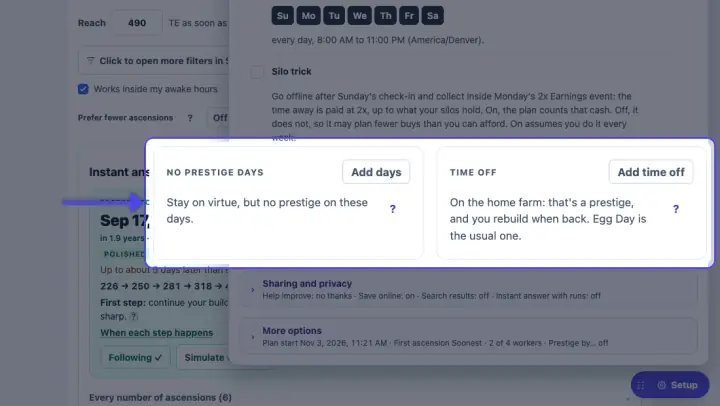 Reach 490 TE as soon as
Click to open more filters in S
Works inside my awake hours
Prefer fewer ascensions ? Off
Instant ans
Sep 17,
in 1.9 years
POLISHED
Up to about 3 days later than
226 → 250 → 281 → 318 →
First step: continue your build
sharp. ?
When each step happens
Following ✓ Simulate
Every number of ascensions (6)
Su Mo Tu We Th Fr Sa
every day, 8:00 AM to 11:00 PM (America/Denver).
Silo trick
Go offline after Sunday's check-in and collect inside Monday's 2x Earnings event: the
time away is paid at 2x, up to what your silos hold. On, the plan counts that cash. Off, it
does not, so it may plan fewer buys than you can afford. On assumes you do it every
week.
NO PRESTIGE DAYS Add days
Stay on virtue, but no prestige on these
days.
?
TIME OFF Add time off
On the home farm: that's a prestige,
and you rebuild when back. Egg Day is
the usual one.
?
Sharing and privacy
Help improve: no thanks · Save online: on · Search results: off · Instant answer with runs: off
More options
Plan start Nov 3, 2026, 11:21 AM · First ascension Soonest · 2 of 4 workers · Prestige by... off
Setup